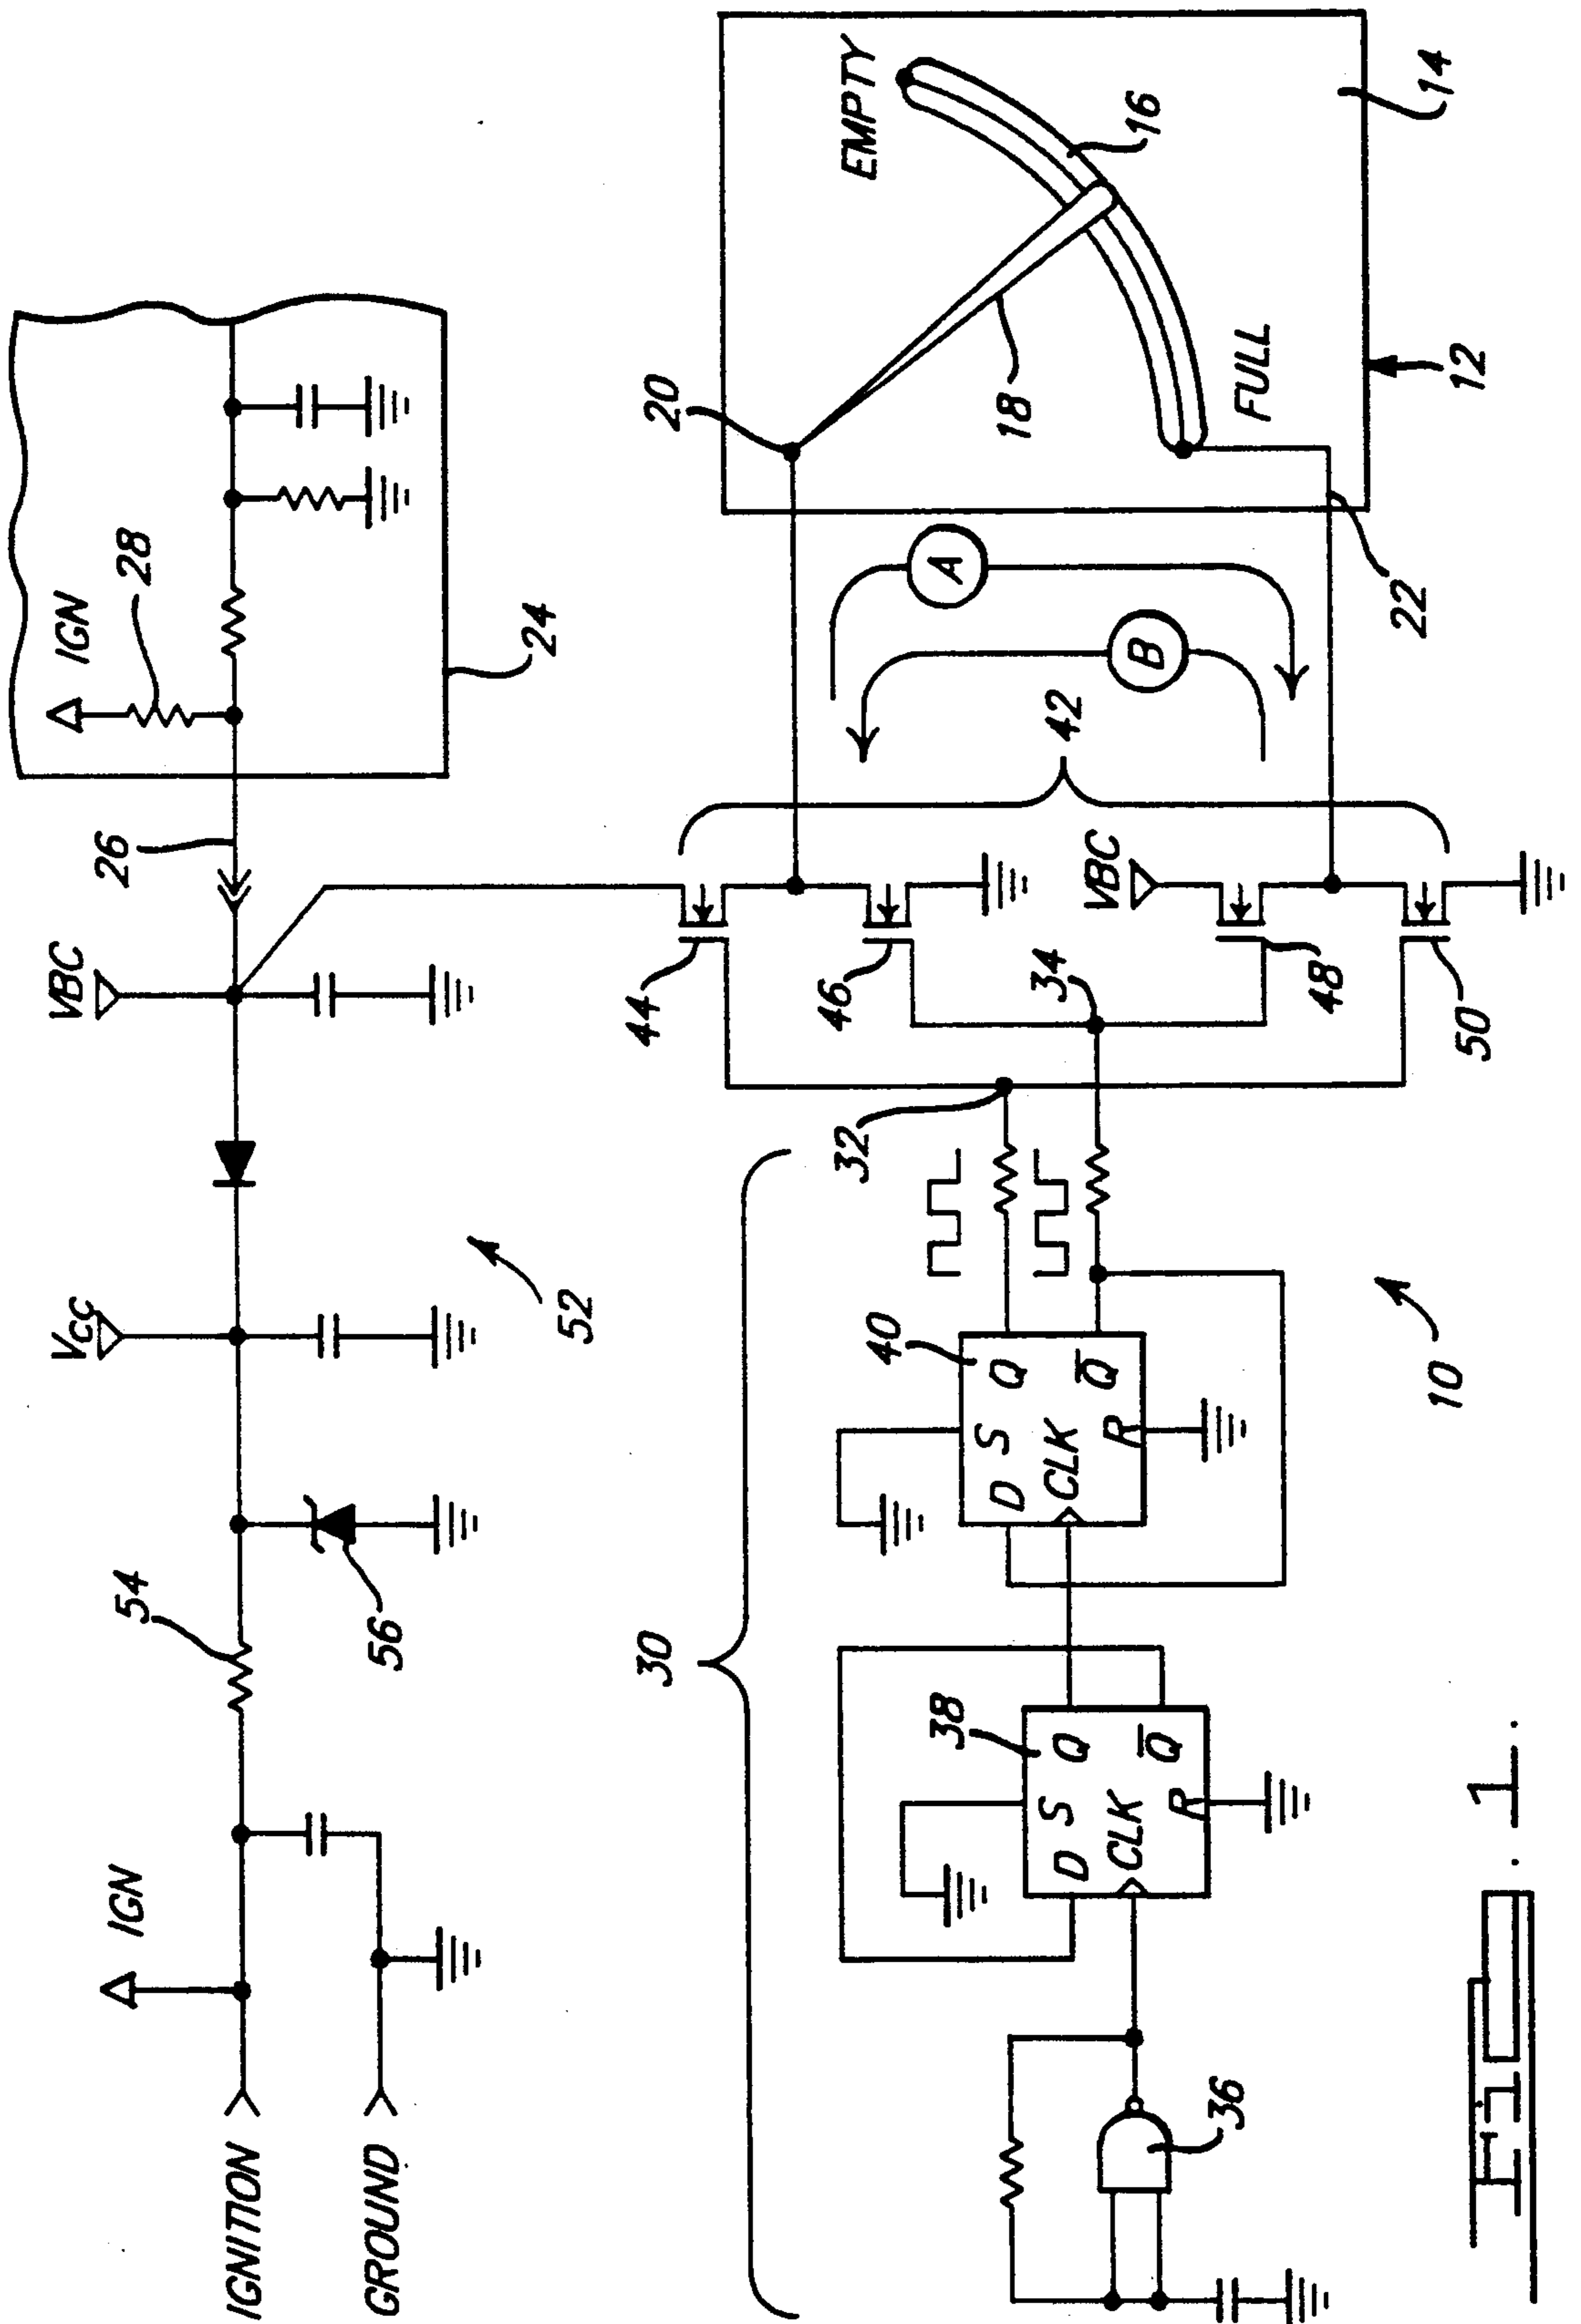 IGNITION
GROUND
IGN
54
56
Vcc
52
VBC
26
IGN
28
24
30
36
38
D S Q
CLK
R Q̅
40
D S Q
CLK
R Q̅
32
34
44
46
VBC
48
50
42
A
B
20
22
EMPTY
16
18
FULL
14
12
10
Fig. 1.